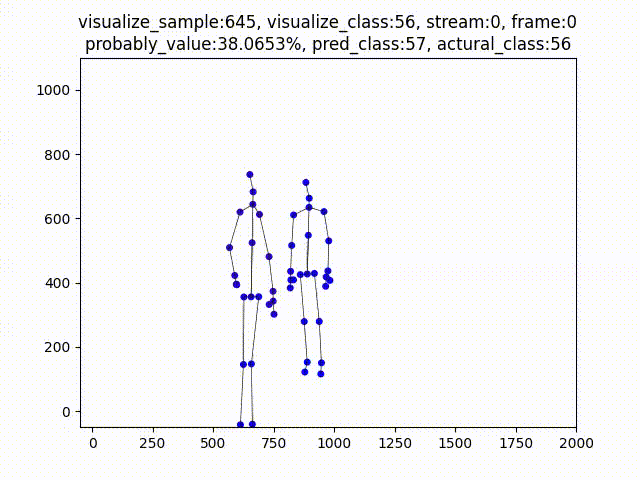 visualize_sample:645, visualize_class:56, stream:0, frame:0
probably_value:38.0653%, pred_class:57, actural_class:56
1000
800
600
400
200
0
0 250 500 750 1000 1250 1500 1750 2000